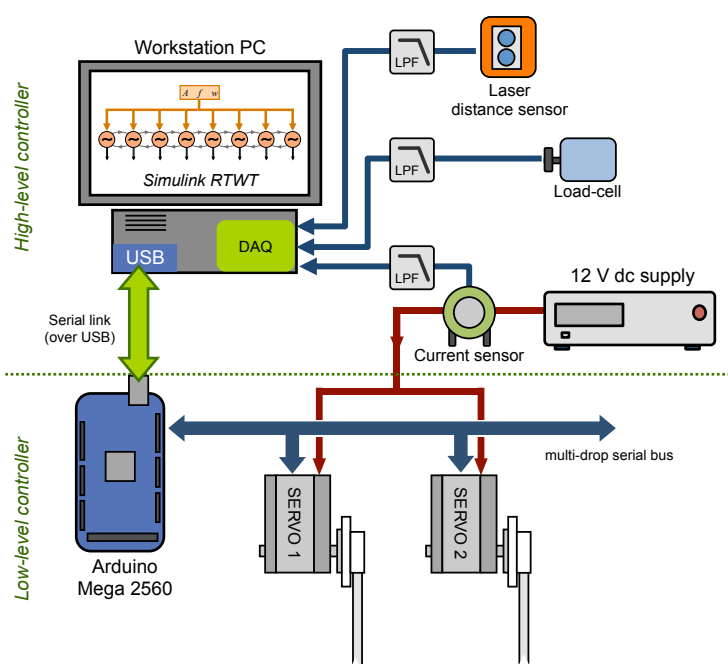 Workstation PC
A f w
Simulink RTWT
USB
DAQ
LPF
Laser
distance sensor
LPF
Load-cell
LPF
12 V dc supply
Current sensor
Serial link
(over USB)
High-level controller
Low-level controller
multi-drop serial bus
SERVO 1
SERVO 2
Arduino
Mega 2560